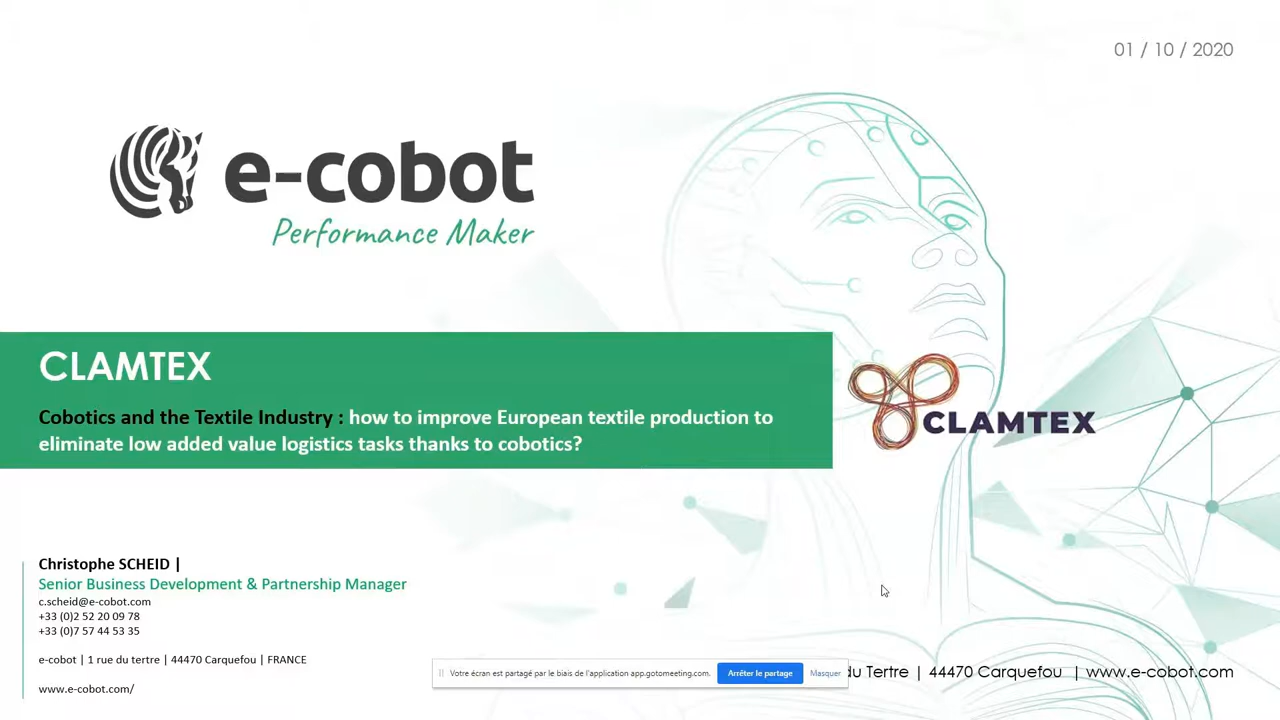 01 / 10 / 2020
e-cobot
Performance Maker
CLAMTEX
Cobotics and the Textile Industry : how to improve European textile production to
eliminate low added value logistics tasks thanks to cobotics?
CLAMTEX
Christophe SCHEID |
Senior Business Development & Partnership Manager
c.scheid@e-cobot.com
+33 (0)2 52 20 09 78
+33 (0)7 57 44 53 35
e-cobot | 1 rue du tertre | 44470 Carquefou | FRANCE
www.e-cobot.com/
Votre écran est partagé par le biais de l'application app.gotomeeting.com. Arrêter le partage Masquer
du Tertre | 44470 Carquefou | www.e-cobot.com